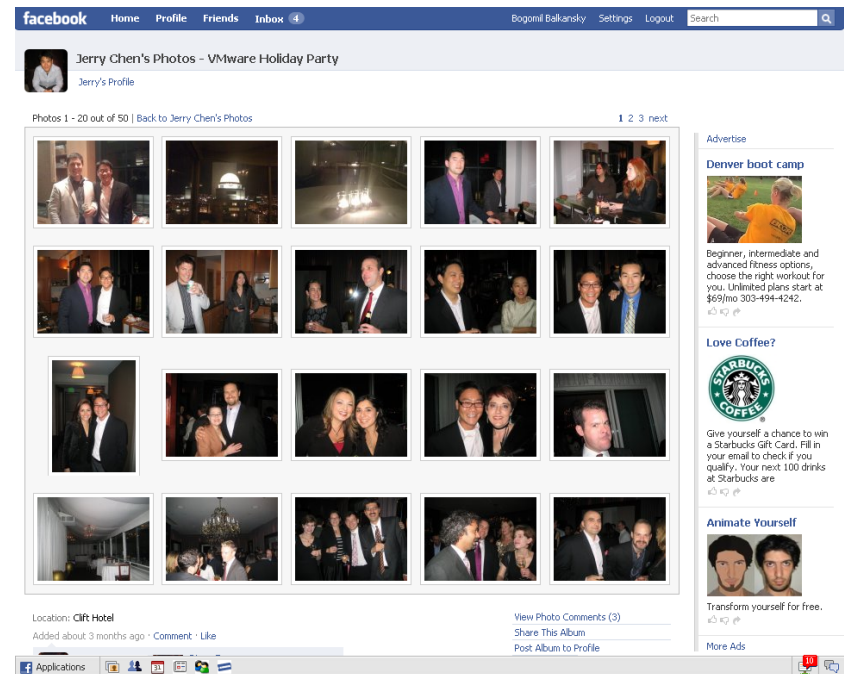 facebook Home Profile Friends Inbox 4 Bogomil Balkansky Settings Logout Search
Jerry Chen's Photos - VMware Holiday Party
Jerry's Profile
Photos 1 - 20 out of 50 | Back to Jerry Chen's Photos 1 2 3 next
Advertise
Denver boot camp
Beginner, intermediate and
advanced fitness options,
choose the right workout for
you. Unlimited plans start at
$69/mo 303-494-4242.
Love Coffee?
STARBUCKS
COFFEE
Give yourself a chance to win
a Starbucks Gift Card. Fill in
your email to check if you
qualify. Your next 100 drinks
at Starbucks are
Animate Yourself
Transform yourself for free.
More Ads
Location: Clift Hotel
Added about 3 months ago · Comment · Like
View Photo Comments (3)
Share This Album
Post Album to Profile
Applications 31 10